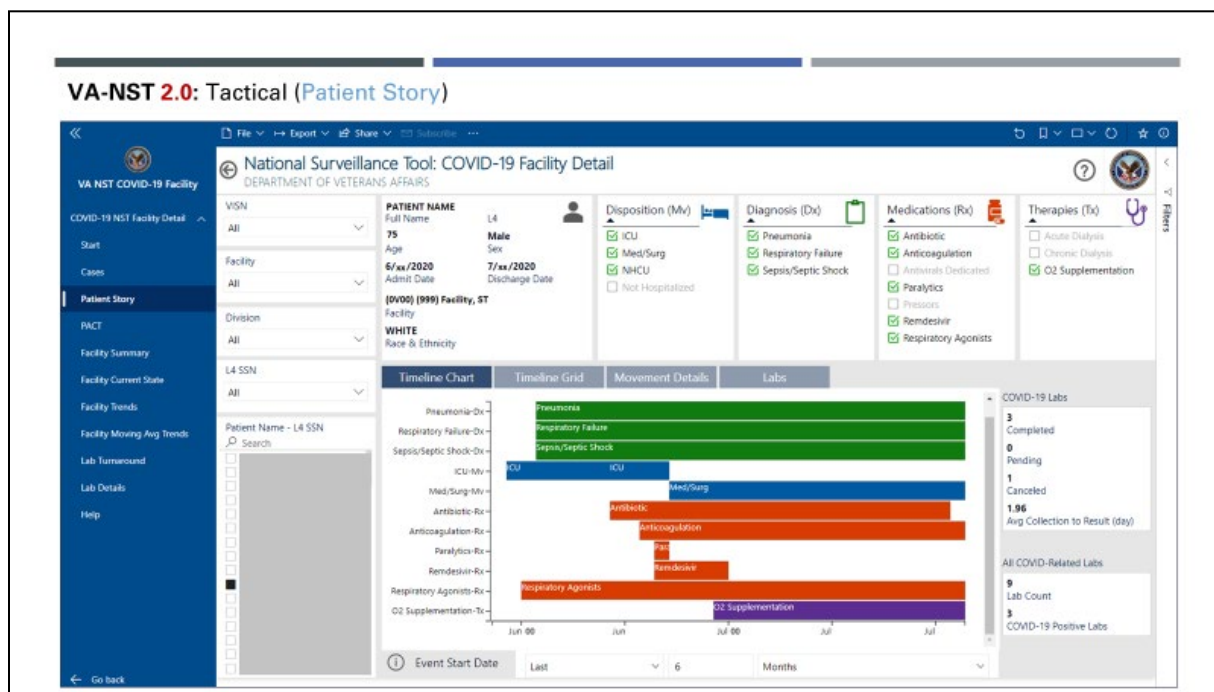 VA-NST 2.0: Tactical (Patient Story)
File Export Share Subscribe ...
VA NST COVID-19 Facility
COVID-19 NST Facility Detail
Start
Cases
Patient Story
PACT
Facility Summary
Facility Current State
Facility Trends
Facility Moving Avg Trends
Lab Turnaround
Lab Details
Help
Go back
National Surveillance Tool: COVID-19 Facility Detail
DEPARTMENT OF VETERANS AFFAIRS
Filters
VISN
All
Facility
All
Division
All
L4 SSN
All
Patient Name - L4 SSN
Search
PATIENT NAME
Full Name L4
75 Male
Age Sex
6/xx/2020 7/xx/2020
Admit Date Discharge Date
(0V00) (999) Facility, ST
Facility
WHITE
Race & Ethnicity
Disposition (Mv)
ICU
Med/Surg
NHCU
Not Hospitalized
Diagnosis (Dx)
Pneumonia
Respiratory Failure
Sepsis/Septic Shock
Medications (Rx)
Antibiotic
Anticoagulation
Antivirals Dedicated
Paralytics
Pressors
Remdesivir
Respiratory Agonists
Therapies (Tx)
Acute Dialysis
Chronic Dialysis
O2 Supplementation
Timeline Chart Timeline Grid Movement Details Labs
Pneumonia-Dx Pneumonia
Respiratory Failure-Dx Respiratory Failure
Sepsis/Septic Shock-Dx Sepsis/Septic Shock
ICU-Mv ICU ICU
Med/Surg-Mv Med/Surg
Antibiotic-Rx Antibiotic
Anticoagulation-Rx Anticoagulation
Paralytics-Rx Para
Remdesivir-Rx Remdesivir
Respiratory Agonists-Rx Respiratory Agonists
O2 Supplementation-Tx O2 Supplementation
Jun 00 Jun Jul 00 Jul Jul
Event Start Date Last 6 Months
COVID-19 Labs
3
Completed
0
Pending
1
Canceled
1.96
Avg Collection to Result (day)
All COVID-Related Labs
9
Lab Count
3
COVID-19 Positive Labs